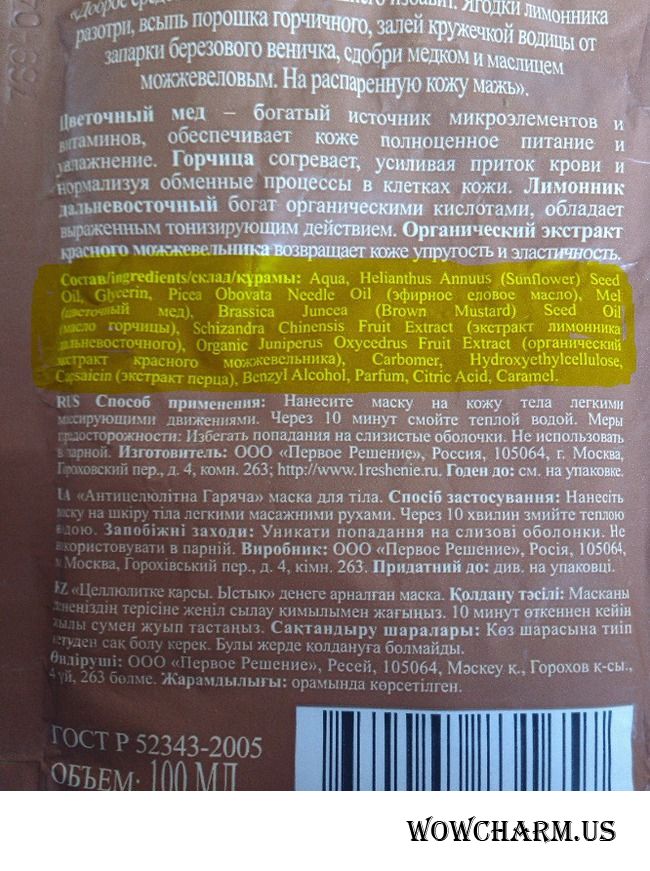 разотри, всыпь порошка горчичного, залей кружечкой водицы от
запарки березового веничка, сдобри медком и маслицем
можжевеловым. На распаренную кожу мажь».
Цветочный мед – богатый источник микроэлементов и
витаминов, обеспечивает коже полноценное питание и
увлажнение. Горчица согревает, усиливая приток крови и
нормализуя обменные процессы в клетках кожи. Лимонник
дальневосточный богат органическими кислотами, обладает
выраженным тонизирующим действием. Органический экстракт
красного можжевельника возвращает коже упругость и эластичность.
Состав/ingredients/склад/құрамы: Aqua, Helianthus Annuus (Sunflower) Seed
Oil, Glycerin, Picea Obovata Needle Oil (эфирное еловое масло), Mel
(цветочный мед), Brassica Juncea (Brown Mustard) Seed Oil
(масло горчицы), Schizandra Chinensis Fruit Extract (экстракт лимонника
дальневосточного), Organic Juniperus Oxycedrus Fruit Extract (органический
экстракт красного можжевельника), Carbomer, Hydroxyethylcellulose,
Capsaicin (экстракт перца), Benzyl Alcohol, Parfum, Citric Acid, Caramel.
RUS Способ применения: Нанесите маску на кожу тела легкими
массирующими движениями. Через 10 минут смойте теплой водой. Меры
предосторожности: Избегать попадания на слизистые оболочки. Не использовать
в парной. Изготовитель: ООО «Первое Решение», Россия, 105064, г. Москва,
Гороховский пер., д. 4, комн. 263; http://www.1reshenie.ru. Годен до: см. на упаковке.
UA «Антицелюлітна Гаряча» маска для тіла. Спосіб застосування: Нанесіть
маску на шкіру тіла легкими масажними рухами. Через 10 хвилин змийте теплою
водою. Запобіжні заходи: Уникати попадання на слизові оболонки. Не
використовувати в парній. Виробник: ООО «Первое Решение», Росія, 105064,
м Москва, Горохівський пер., д. 4, кімн. 263. Придатний до: див. на упаковці.
KZ «Целлюлитке карсы. Ыстык» денеге арналған маска. Қолдану тәсілі: Масканы
дененіздің терісіне женіл сылау қимылымен жағыңыз. 10 минут өткеннен кейін
жылы сумен жуып тастаңыз. Сақтандыру шаралары: Көз шарасына тиіп
кетуден сақ болу керек. Булы жерде қолдануға болмайды.
Өндіруші: ООО «Первое Решение», Ресей, 105064, Мәскеу қ., Горохов к-сы.,
4 үй, 263 бөлме. Жарамдылығы: орамында көрсетілген.
ГОСТ Р 52343-2005
ОБЪЕМ: 100 МЛ
WOWCHARM.US